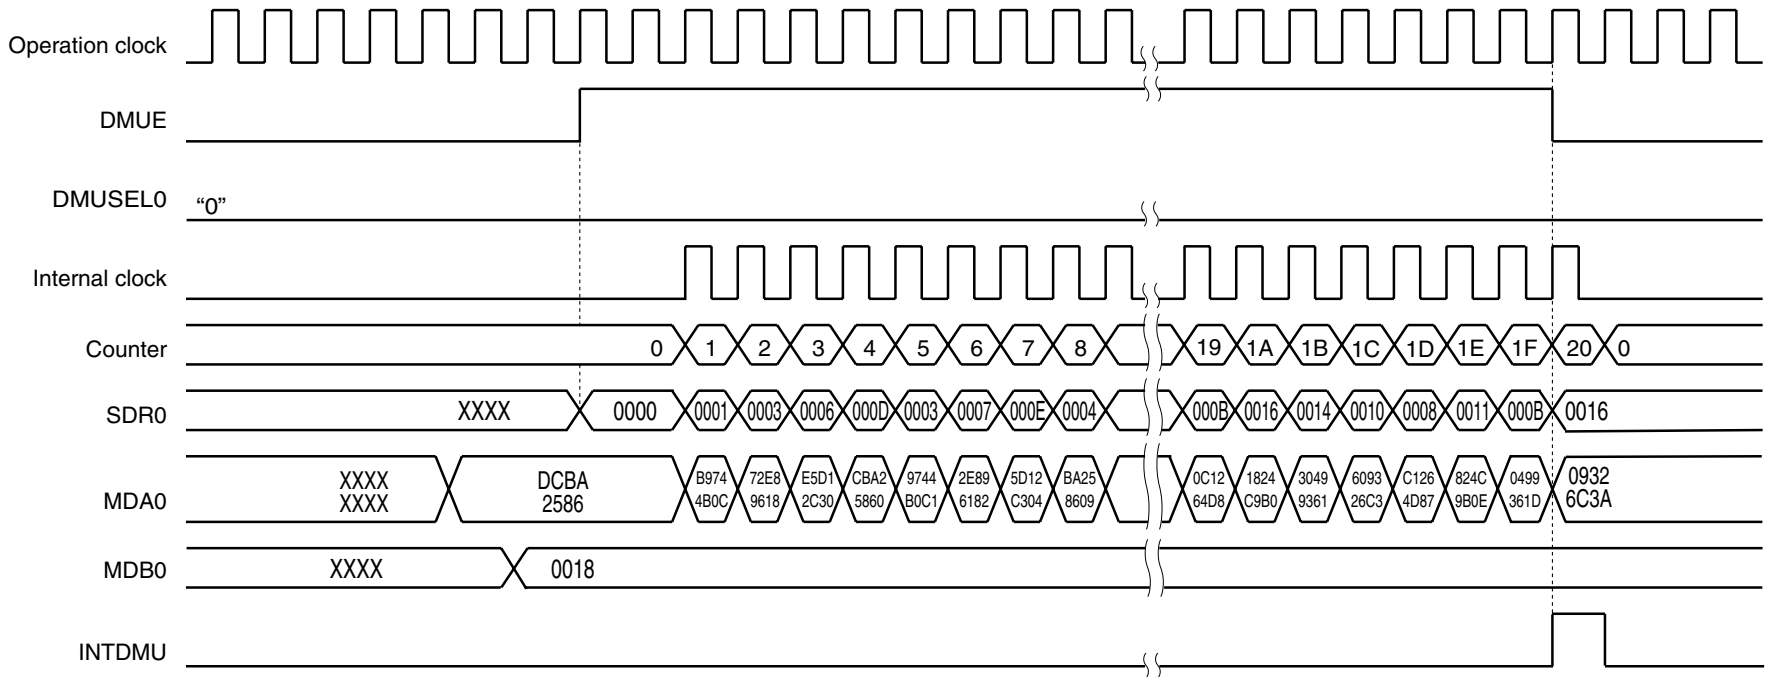 Operation clock
DMUE
DMUSEL0 “0”
Internal clock
Counter 0 1 2 3 4 5 6 7 8 19 1A 1B 1C 1D 1E 1F 20 0
SDR0 XXXX 0000 0001 0003 0006 000D 0003 0007 000E 0004 000B 0016 0014 0010 0008 0011 000B 0016
XXXX DCBA B974 72E8 E5D1 CBA2 9744 2E89 5D12 BA25 0C12 1824 3049 6093 C126 824C 0499 0932
MDA0 XXXX 2586 4B0C 9618 2C30 5860 B0C1 6182 C304 8609 64D8 C9B0 9361 26C3 4D87 9B0E 361D 6C3A
MDB0 XXXX 0018
INTDMU